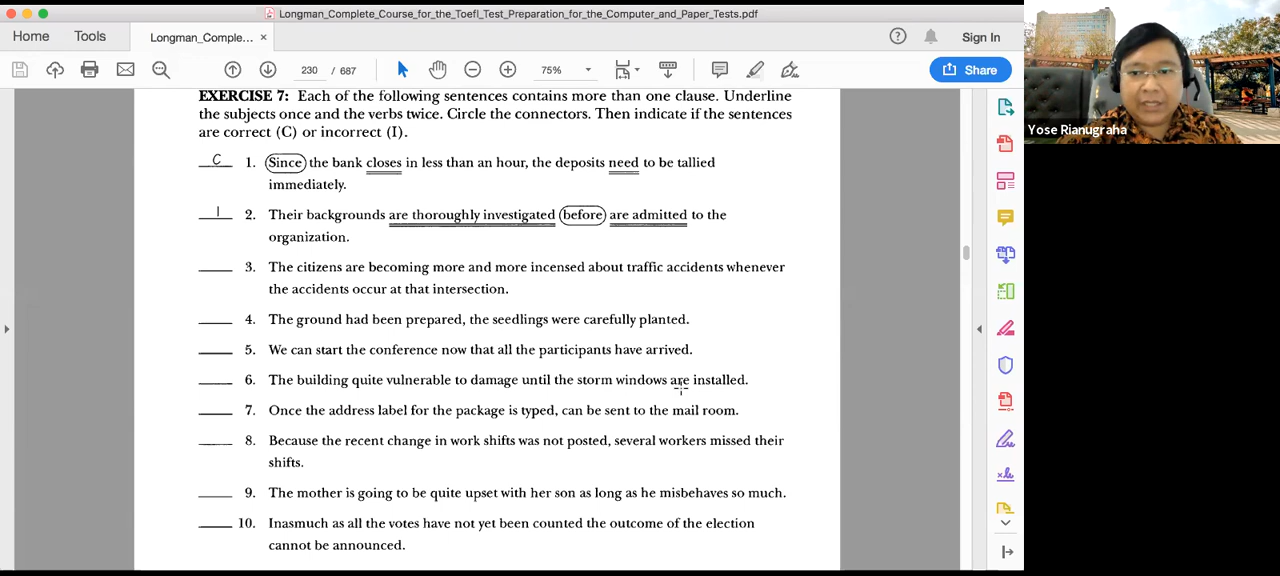 Longman_Complete_Course_for_the_Toefl_Test_Preparation_for_the_Computer_and_Paper_Tests.pdf
Home Tools Longman_Comple... × ? Sign In
230 / 687 75% Share
EXERCISE 7: Each of the following sentences contains more than one clause. Underline
the subjects once and the verbs twice. Circle the connectors. Then indicate if the sentences
are correct (C) or incorrect (I).
C 1. Since the bank closes in less than an hour, the deposits need to be tallied
immediately.
I 2. Their backgrounds are thoroughly investigated before are admitted to the
organization.
3. The citizens are becoming more and more incensed about traffic accidents whenever
the accidents occur at that intersection.
4. The ground had been prepared, the seedlings were carefully planted.
5. We can start the conference now that all the participants have arrived.
6. The building quite vulnerable to damage until the storm windows are installed.
7. Once the address label for the package is typed, can be sent to the mail room.
8. Because the recent change in work shifts was not posted, several workers missed their
shifts.
9. The mother is going to be quite upset with her son as long as he misbehaves so much.
10. Inasmuch as all the votes have not yet been counted the outcome of the election
cannot be announced.
Yose Rianugraha